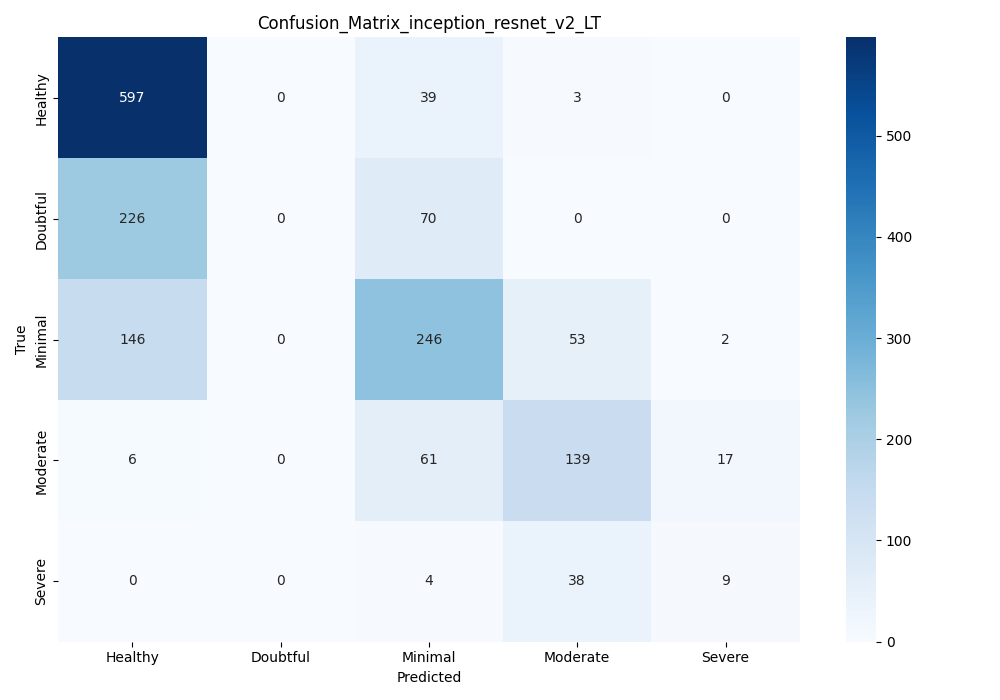 Confusion_Matrix_inception_resnet_v2_LT
Healthy 597 0 39 3 0
Doubtful 226 0 70 0 0
Minimal 146 0 246 53 2
Moderate 6 0 61 139 17
Severe 0 0 4 38 9
True
Healthy Doubtful Minimal Moderate Severe
Predicted
500
400
300
200
100
0